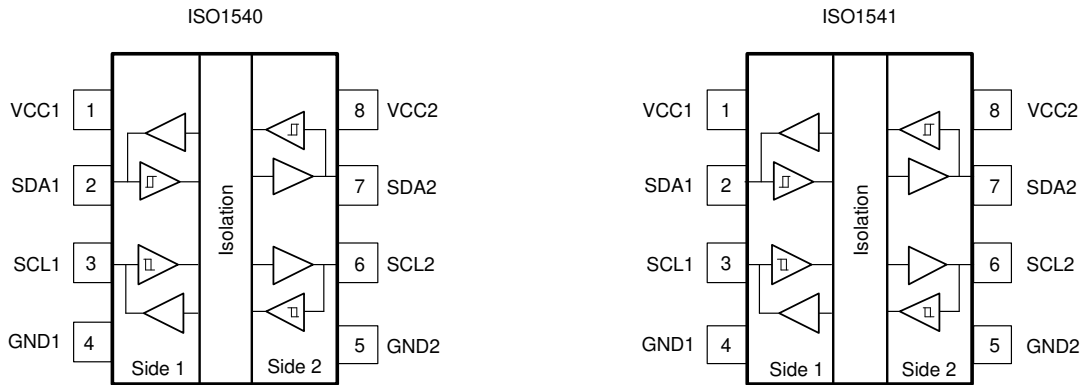 ISO1540
VCC1 1
SDA1 2
SCL1 3
GND1 4
Isolation
Side 1
Side 2
8 VCC2
7 SDA2
6 SCL2
5 GND2
ISO1541
VCC1 1
SDA1 2
SCL1 3
GND1 4
Isolation
Side 1
Side 2
8 VCC2
7 SDA2
6 SCL2
5 GND2